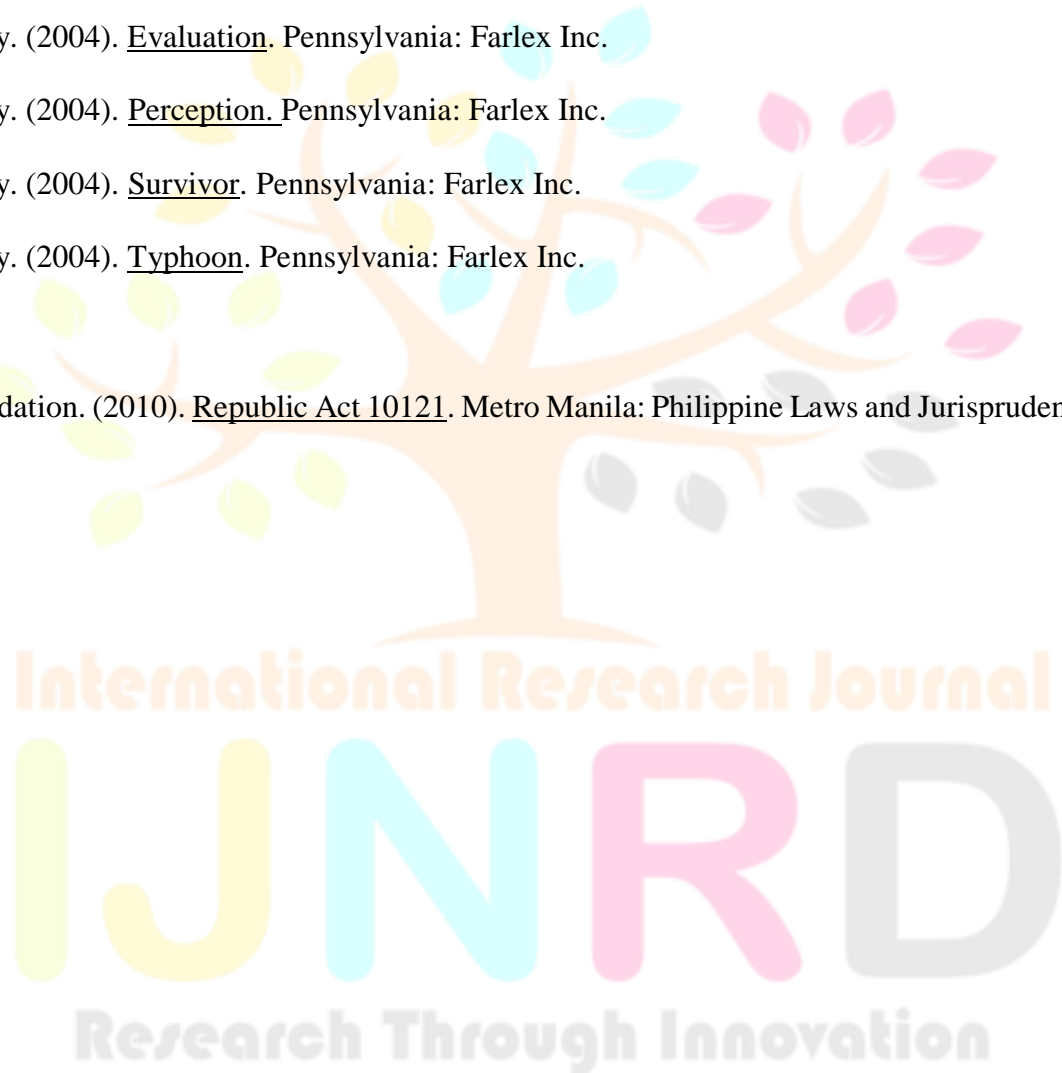 y. (2004). Evaluation. Pennsylvania: Farlex Inc.
y. (2004). Perception. Pennsylvania: Farlex Inc.
y. (2004). Survivor. Pennsylvania: Farlex Inc.
y. (2004). Typhoon. Pennsylvania: Farlex Inc.
dation. (2010). Republic Act 10121. Metro Manila: Philippine Laws and Jurispruden
International Research Journal
IJNRD
Research Through Innovation